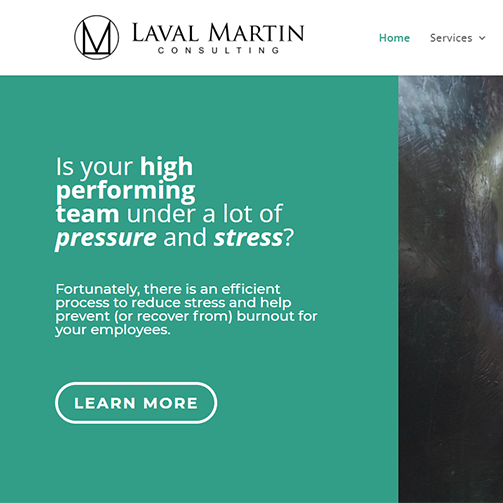 LAVAL MARTIN
CONSULTING
Home Services
Is your high
performing
team under a lot of
pressure and stress?
Fortunately, there is an efficient
process to reduce stress and help
prevent (or recover from) burnout for
your employees.
LEARN MORE